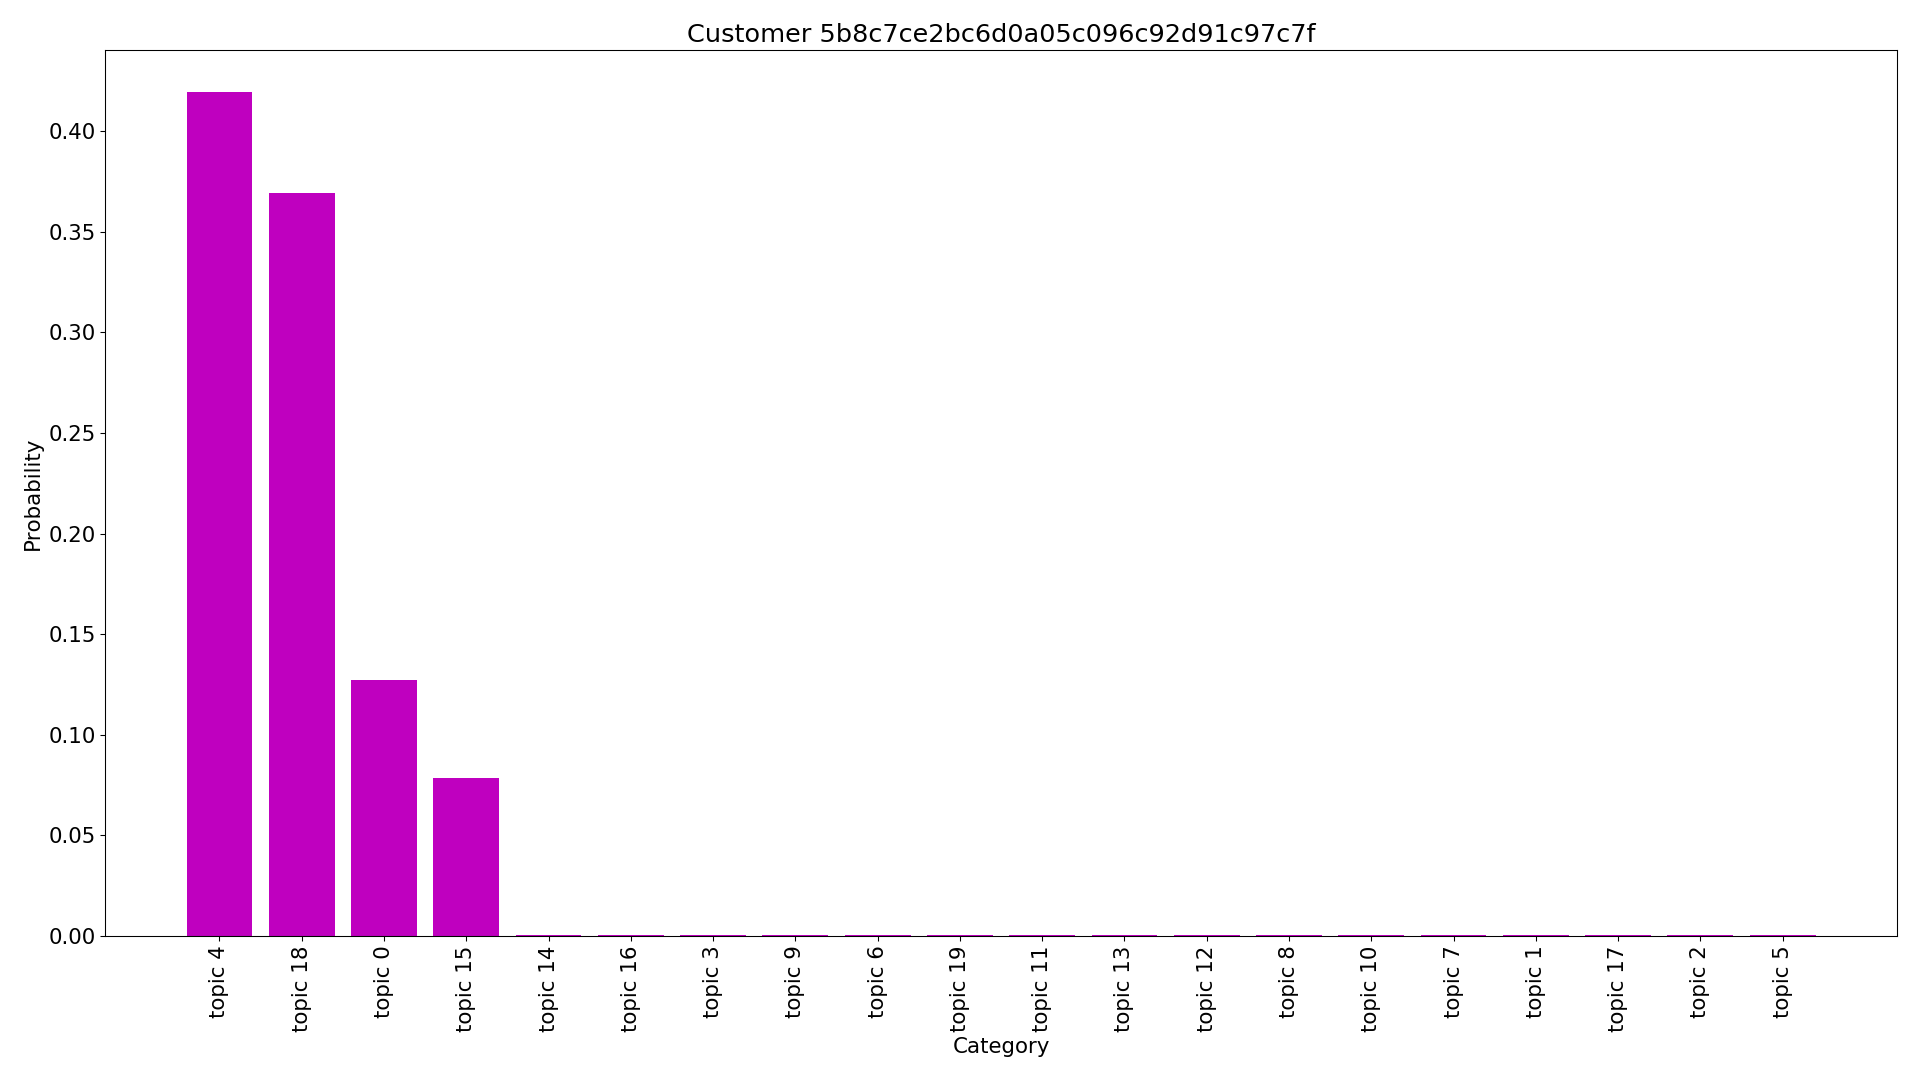 Customer 5b8c7ce2bc6d0a05c096c92d91c97c7f
Probability
0.40
0.35
0.30
0.25
0.20
0.15
0.10
0.05
0.00
topic 4
topic 18
topic 0
topic 15
topic 14
topic 16
topic 3
topic 9
topic 6
topic 19
topic 11
topic 13
topic 12
topic 8
topic 10
topic 7
topic 1
topic 17
topic 2
topic 5
Category